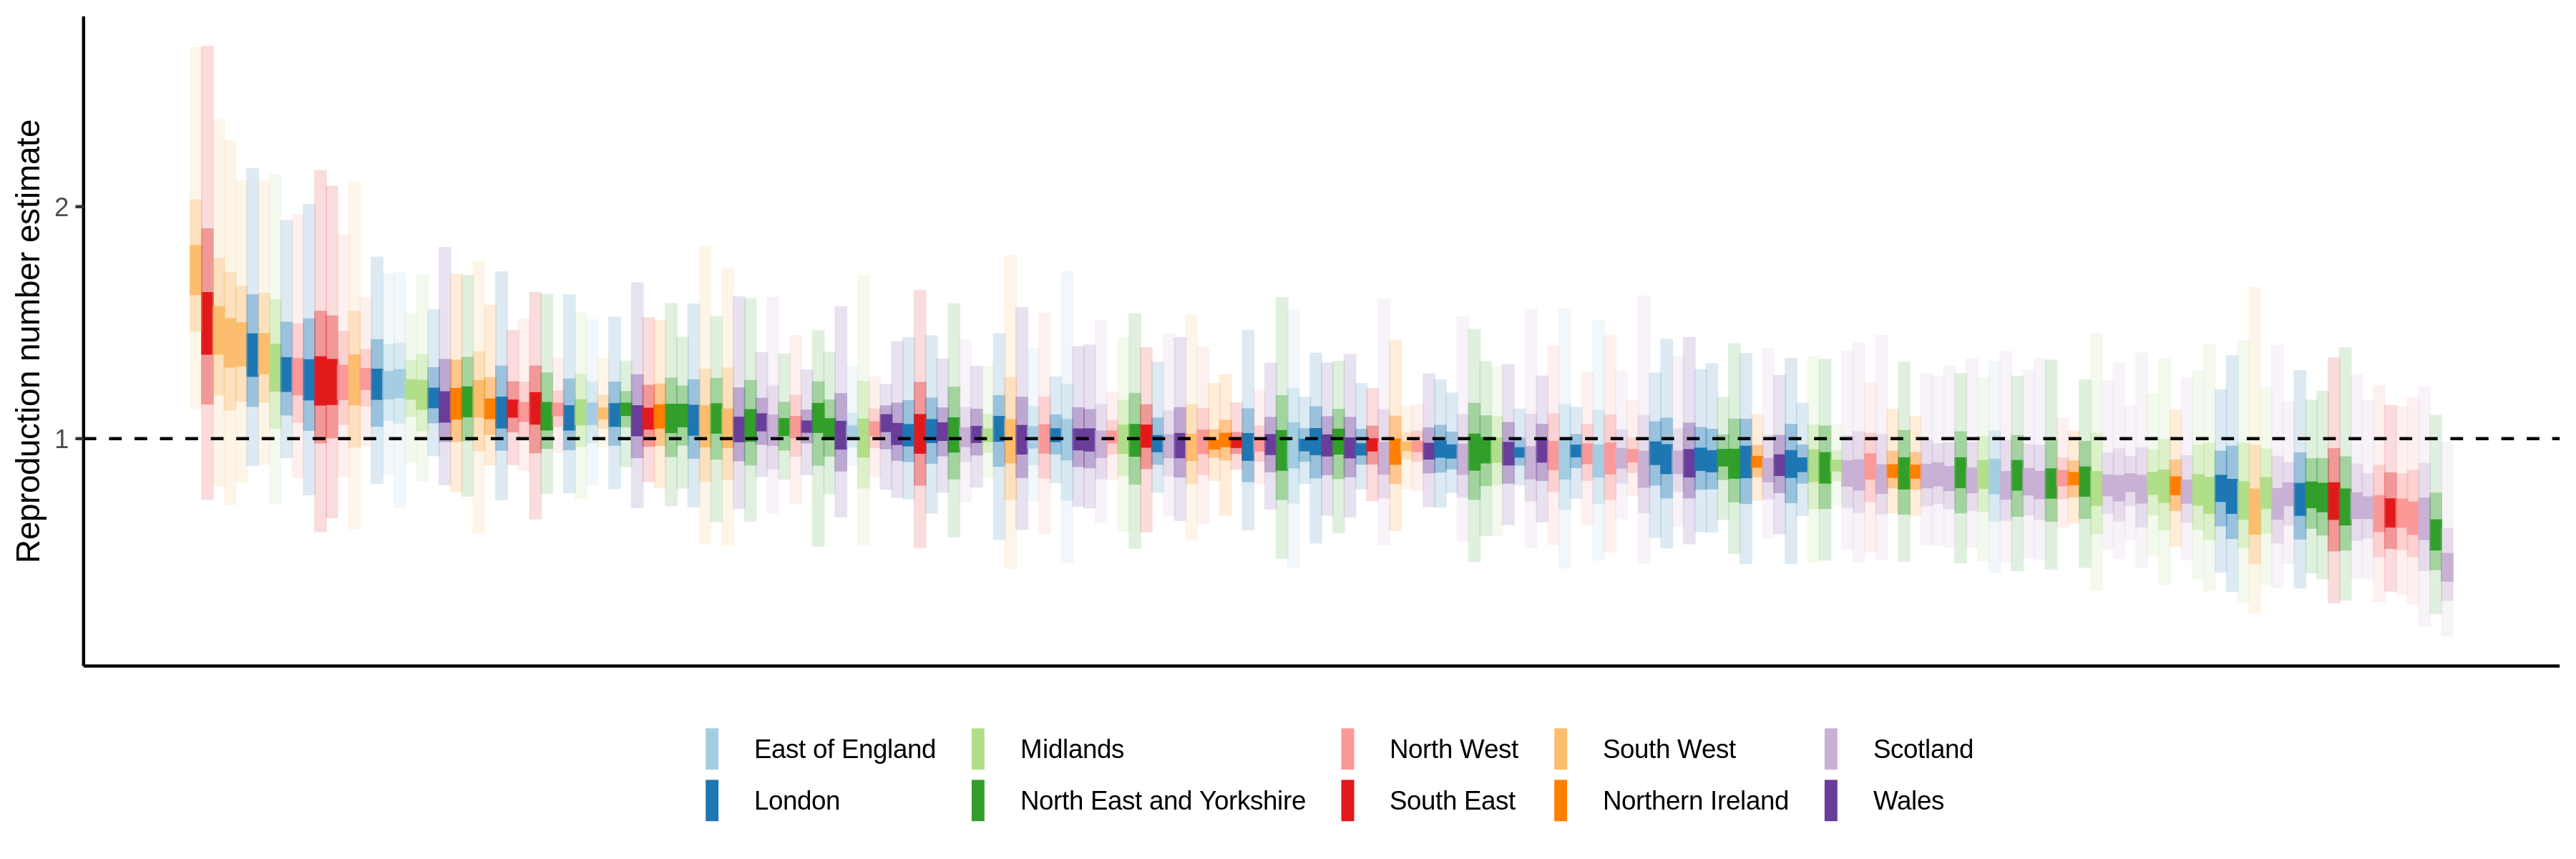 Reproduction number estimate
2
1
East of England Midlands North West South West Scotland
London North East and Yorkshire South East Northern Ireland Wales